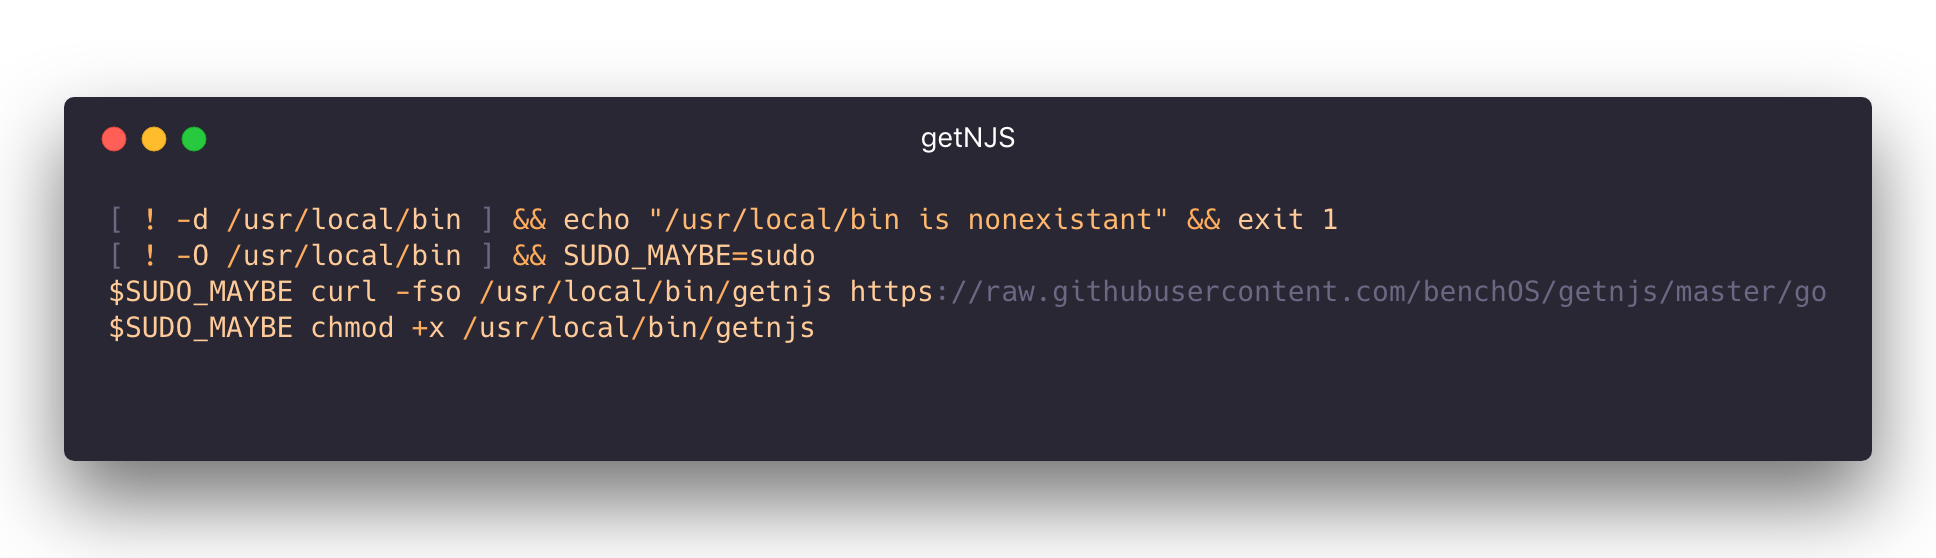 getNJS
[ ! -d /usr/local/bin ] && echo "/usr/local/bin is nonexistant" && exit 1
[ ! -O /usr/local/bin ] && SUDO_MAYBE=sudo
$SUDO_MAYBE curl -fso /usr/local/bin/getnjs https://raw.githubusercontent.com/benchOS/getnjs/master/go
$SUDO_MAYBE chmod +x /usr/local/bin/getnjs